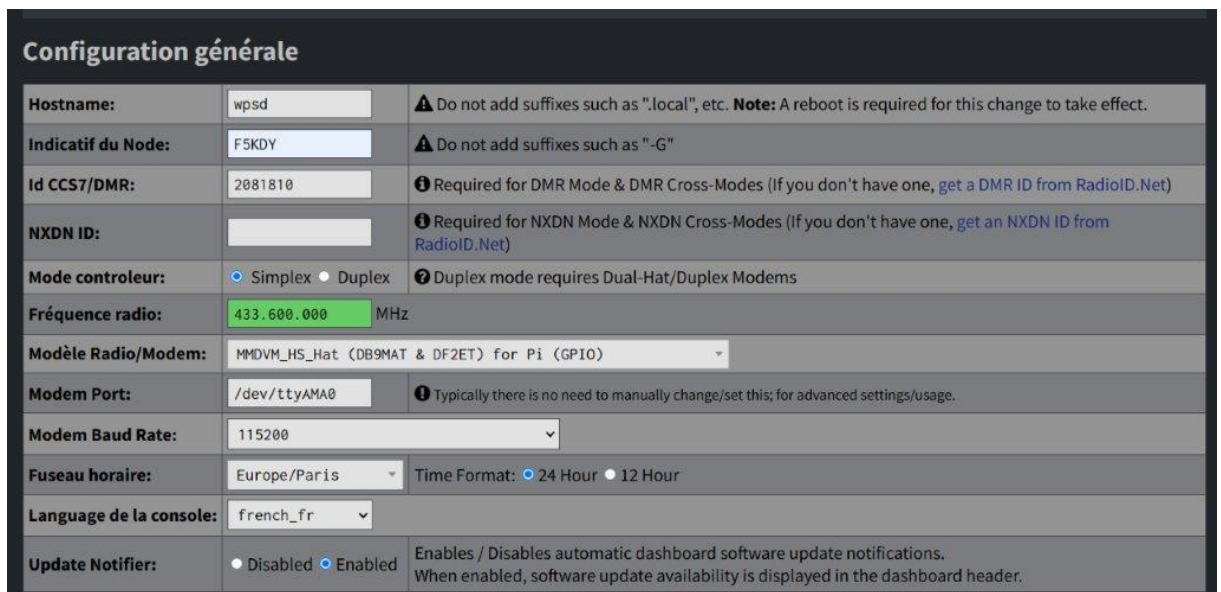 Configuration générale
Hostname: wpsd Do not add suffixes such as ".local", etc. Note: A reboot is required for this change to take effect.
Indicatif du Node: F5KDY Do not add suffixes such as "-G"
Id CCS7/DMR: 2081810 Required for DMR Mode & DMR Cross-Modes (If you don't have one, get a DMR ID from RadioID.Net)
NXDN ID: Required for NXDN Mode & NXDN Cross-Modes (If you don't have one, get an NXDN ID from
RadioID.Net)
Mode controleur: Simplex Duplex Duplex mode requires Dual-Hat/Duplex Modems
Fréquence radio: 433.600.000 MHz
Modèle Radio/Modem: MMDVM_HS_Hat (DB9MAT & DF2ET) for Pi (GPIO)
Modem Port: /dev/ttyAMA0 Typically there is no need to manually change/set this; for advanced settings/usage.
Modem Baud Rate: 115200
Fuseau horaire: Europe/Paris Time Format: 24 Hour 12 Hour
Language de la console: french_fr
Update Notifier: Disabled Enabled Enables / Disables automatic dashboard software update notifications.
When enabled, software update availability is displayed in the dashboard header.